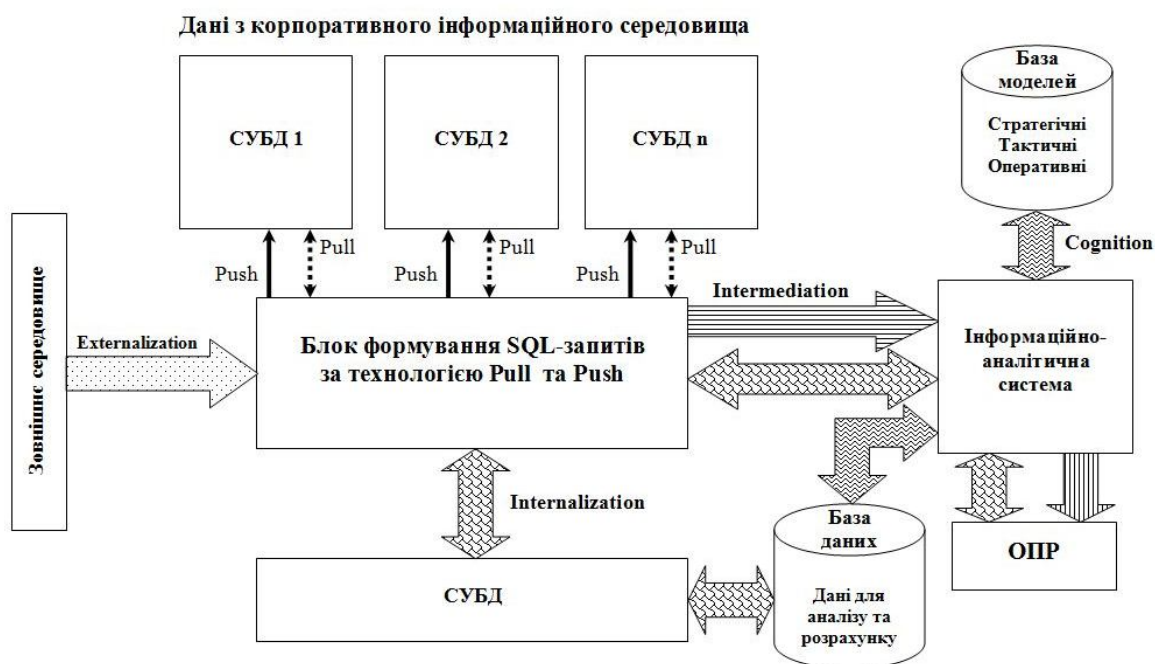 Дані з корпоративного інформаційного середовища
База
моделей
Стратегічні
Тактичні
Оперативні
СУБД 1
СУБД 2
СУБД n
Push
Pull
Push
Pull
Push
Pull
Cognition
Зовнішнє середовище
Externalization
Блок формування SQL-запитів
за технологією Pull та Push
Intermediation
Інформаційно-
аналітична
система
Internalization
База
даних
Дані для
аналізу та
розрахунку
ОПР
СУБД